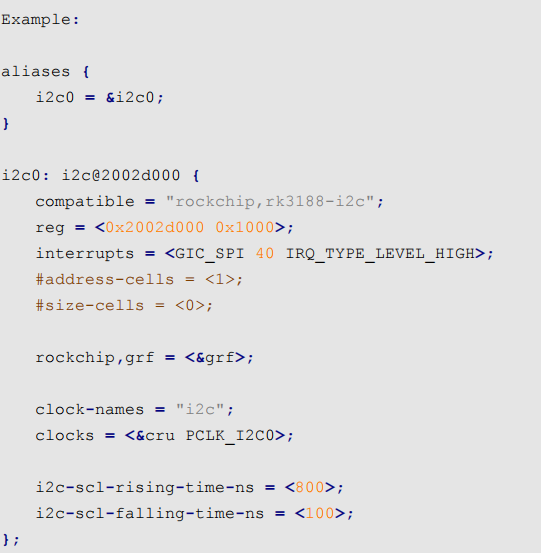 Example:
aliases {
i2c0 = &i2c0;
}
i2c0: i2c@2002d000 {
compatible = "rockchip,rk3188-i2c";
reg = <0x2002d000 0x1000>;
interrupts = <GIC_SPI 40 IRQ_TYPE_LEVEL_HIGH>;
#address-cells = <1>;
#size-cells = <0>;
rockchip,grf = <&grf>;
clock-names = "i2c";
clocks = <&cru PCLK_I2C0>;
i2c-scl-rising-time-ns = <800>;
i2c-scl-falling-time-ns = <100>;
};